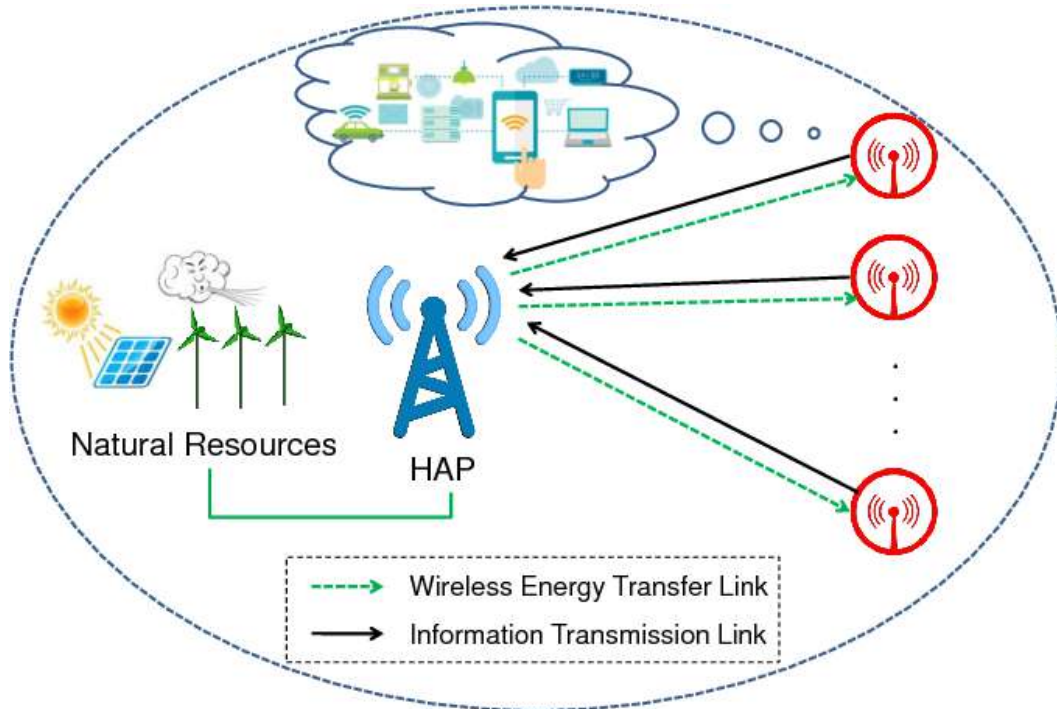 Natural Resources
HAP
Wireless Energy Transfer Link
Information Transmission Link